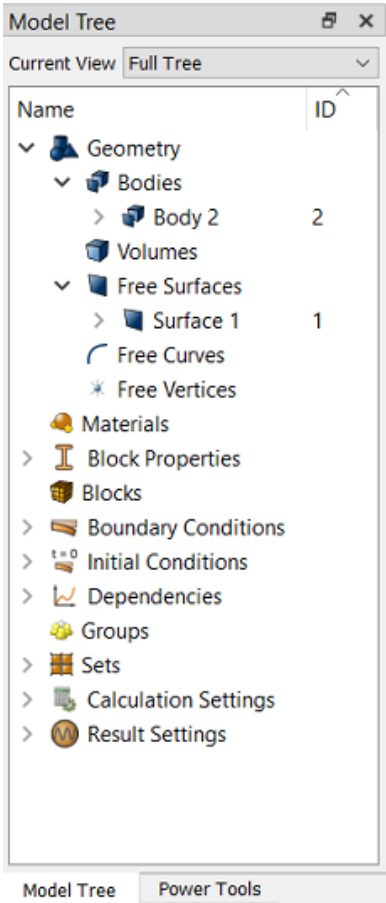 Model Tree
Current View Full Tree
Name ID
Geometry
Bodies
Body 2 2
Volumes
Free Surfaces
Surface 1 1
Free Curves
Free Vertices
Materials
Block Properties
Blocks
Boundary Conditions
t=0 Initial Conditions
Dependencies
Groups
Sets
Calculation Settings
M Result Settings
Model Tree Power Tools